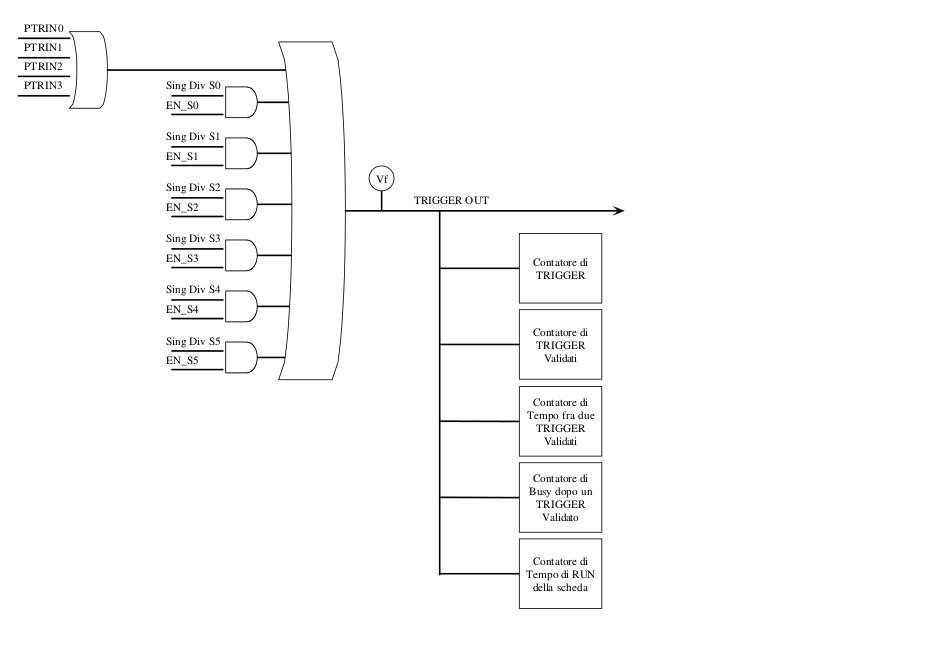 PTRIN0
PTRIN1
PTRIN2
PTRIN3
Sing Div S0
EN_S0
Sing Div S1
EN_S1
Sing Div S2
EN_S2
Sing Div S3
EN_S3
Sing Div S4
EN_S4
Sing Div S5
EN_S5
Vf
TRIGGER OUT
Contatore di
TRIGGER
Contatore di
TRIGGER
Validati
Contatore di
Tempo fra due
TRIGGER
Validati
Contatore di
Busy dopo un
TRIGGER
Validato
Contatore di
Tempo di RUN
della scheda